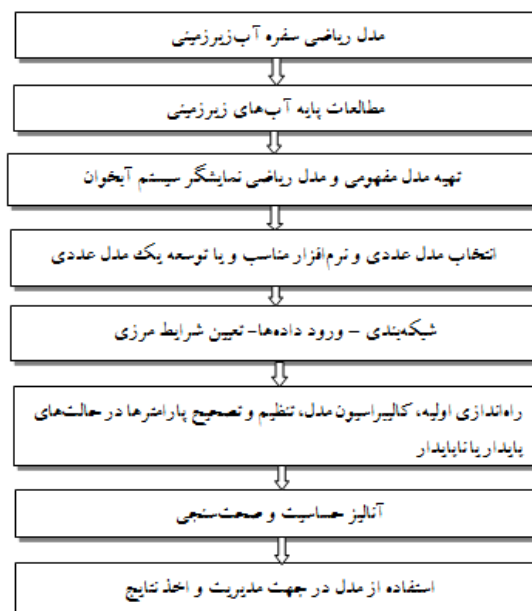 مدل ریاضی سفره آب‌زیرزمینی
مطالعات پایه آب‌های زیرزمینی
تهیه مدل مفهومی و مدل ریاضی نمایشگر سیستم آبخوان
انتخاب مدل عددی و نرم‌افزار مناسب و یا توسعه یک مدل عددی
شبکه‌بندی – ورود داده‌ها- تعیین شرایط مرزی
راه‌اندازی اولیه، کالیبراسیون مدل، تنظیم و تصحیح پارامترها در حالت‌های
پایدار یا ناپایدار
آنالیز حساسیت و صحت‌سنجی
استفاده از مدل در جهت مدیریت و اخذ نتایج